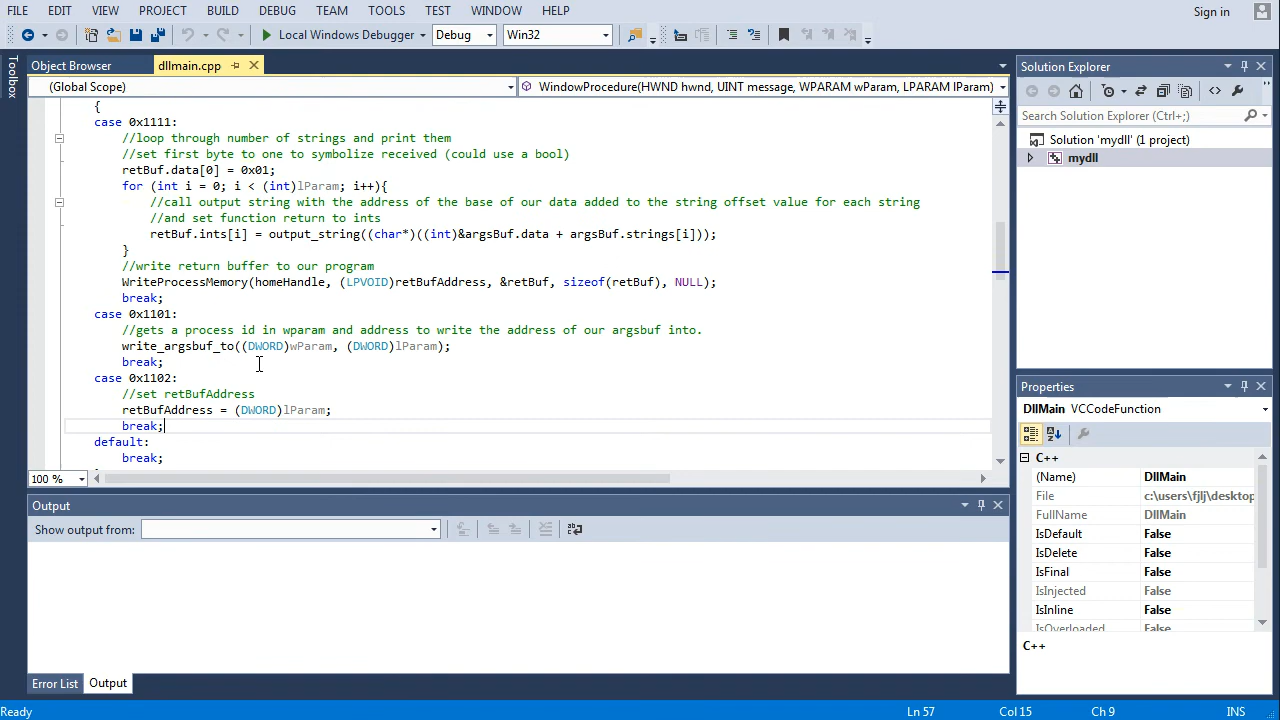 FILE EDIT VIEW PROJECT BUILD DEBUG TEAM TOOLS TEST WINDOW HELP Sign in
Local Windows Debugger Debug Win32
Toolbox
Object Browser dllmain.cpp
(Global Scope) WindowProcedure(HWND hwnd, UINT message, WPARAM wParam, LPARAM lParam)
{
case 0x1111:
//loop through number of strings and print them
//set first byte to one to symbolize received (could use a bool)
retBuf.data[0] = 0x01;
for (int i = 0; i < (int)lParam; i++){
//call output string with the address of the base of our data added to the string offset value for each string
//and set function return to ints
retBuf.ints[i] = output_string((char*)((int)&argsBuf.data + argsBuf.strings[i]));
}
//write return buffer to our program
WriteProcessMemory(homeHandle, (LPVOID)retBufAddress, &retBuf, sizeof(retBuf), NULL);
break;
case 0x1101:
//gets a process id in wparam and address to write the address of our argsbuf into.
write_argsbuf_to((DWORD)wParam, (DWORD)lParam);
break;
case 0x1102:
//set retBufAddress
retBufAddress = (DWORD)lParam;
break;
default:
break;
100 %
Output
Show output from:
Error List Output
Solution Explorer
Search Solution Explorer (Ctrl+;)
Solution 'mydll' (1 project)
mydll
Properties
DllMain VCCodeFunction
C++
(Name) DllMain
File c:\users\fjlj\desktop
FullName DllMain
IsDefault False
IsDelete False
IsFinal False
IsInjected False
IsInline False
IsOverloaded False
C++
Ready Ln 57 Col 15 Ch 9 INS